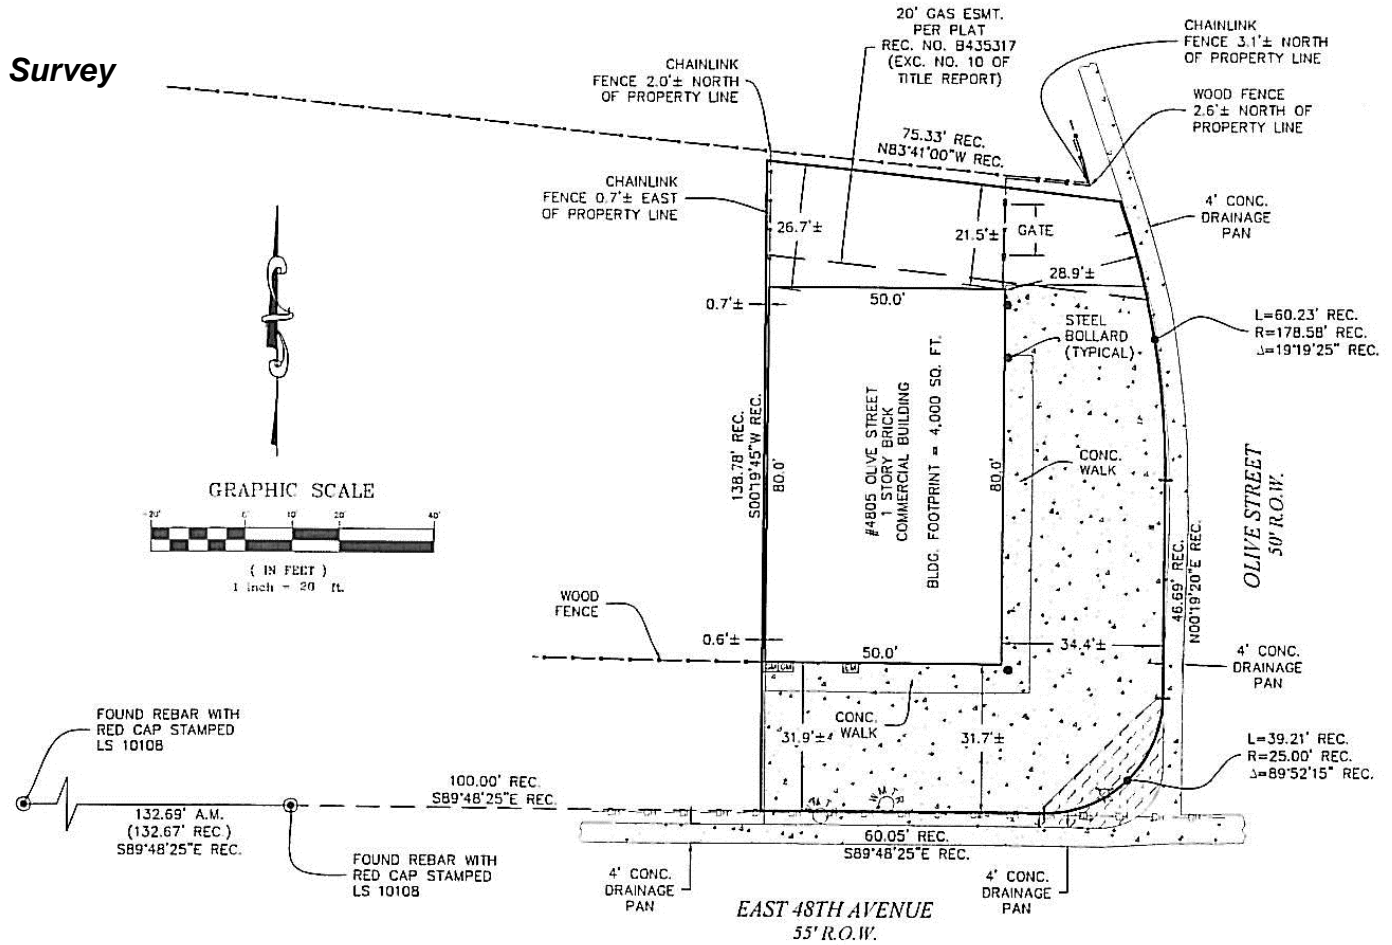 Survey
20' GAS ESMT.
PER PLAT
REC. NO. B435317
(EXC. NO. 10 OF
TITLE REPORT)
CHAINLINK
FENCE 3.1'± NORTH
OF PROPERTY LINE
CHAINLINK
FENCE 2.0'± NORTH
OF PROPERTY LINE
WOOD FENCE
2.6'± NORTH OF
PROPERTY LINE
75.33' REC.
N83°41'00"W REC.
CHAINLINK
FENCE 0.7'± EAST
OF PROPERTY LINE
4' CONC.
DRAINAGE
PAN
26.7'±
21.5'±
GATE
28.9'±
0.7'±
50.0'
STEEL
BOLLARD
(TYPICAL)
L=60.23' REC.
R=178.58' REC.
Δ=19°19'25" REC.
138.78' REC.
S00°19'45"W REC.
80.0'
#4805 OLIVE STREET
1 STORY BRICK
COMMERCIAL BUILDING
BLDG. FOOTPRINT = 4,000 SQ. FT.
80.0'
CONC.
WALK
46.69' REC.
N00°19'20"E REC.
OLIVE STREET
50' R.O.W.
GRAPHIC SCALE
20' 0' 10' 20' 40'
( IN FEET )
1 inch = 20 ft.
WOOD
FENCE
0.6'±
50.0'
34.4'±
4' CONC.
DRAINAGE
PAN
GM GM
EM
CONC.
WALK
31.9'±
31.7'±
FOUND REBAR WITH
RED CAP STAMPED
LS 10108
L=39.21' REC.
R=25.00' REC.
Δ=89°52'15" REC.
100.00' REC.
S89°48'25"E REC.
132.69' A.M.
(132.67' REC.)
S89°48'25"E REC.
60.05' REC.
S89°48'25"E REC.
FOUND REBAR WITH
RED CAP STAMPED
LS 10108
4' CONC.
DRAINAGE
PAN
4' CONC.
DRAINAGE
PAN
EAST 48TH AVENUE
55' R.O.W.